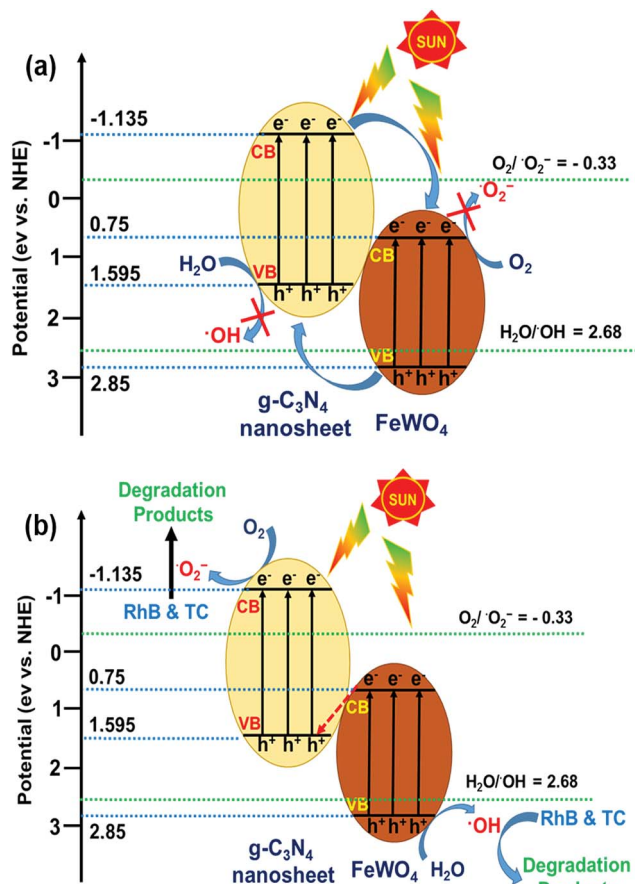 (a)
SUN
Potential (ev vs. NHE)
-1.135
-1
0
0.75
1
1.595
2
3
2.85
e⁻ e⁻ e⁻
CB
VB
h⁺ h⁺ h⁺
H₂O
·OH
g-C₃N₄
nanosheet
O₂/ ·O₂⁻ = - 0.33
·O₂⁻
e⁻ e⁻ e⁻
CB
O₂
H₂O/·OH = 2.68
VB
h⁺ h⁺ h⁺
FeWO₄
(b)
SUN
Degradation
Products
O₂
·O₂⁻
RhB & TC
Potential (ev vs. NHE)
-1.135
-1
0
0.75
1
1.595
2
3
2.85
e⁻ e⁻ e⁻
CB
VB
h⁺ h⁺ h⁺
g-C₃N₄
nanosheet
O₂/ ·O₂⁻ = - 0.33
e⁻ e⁻ e⁻
CB
H₂O/·OH = 2.68
VB
h⁺ h⁺ h⁺
FeWO₄
H₂O
·OH
RhB & TC
Degradation